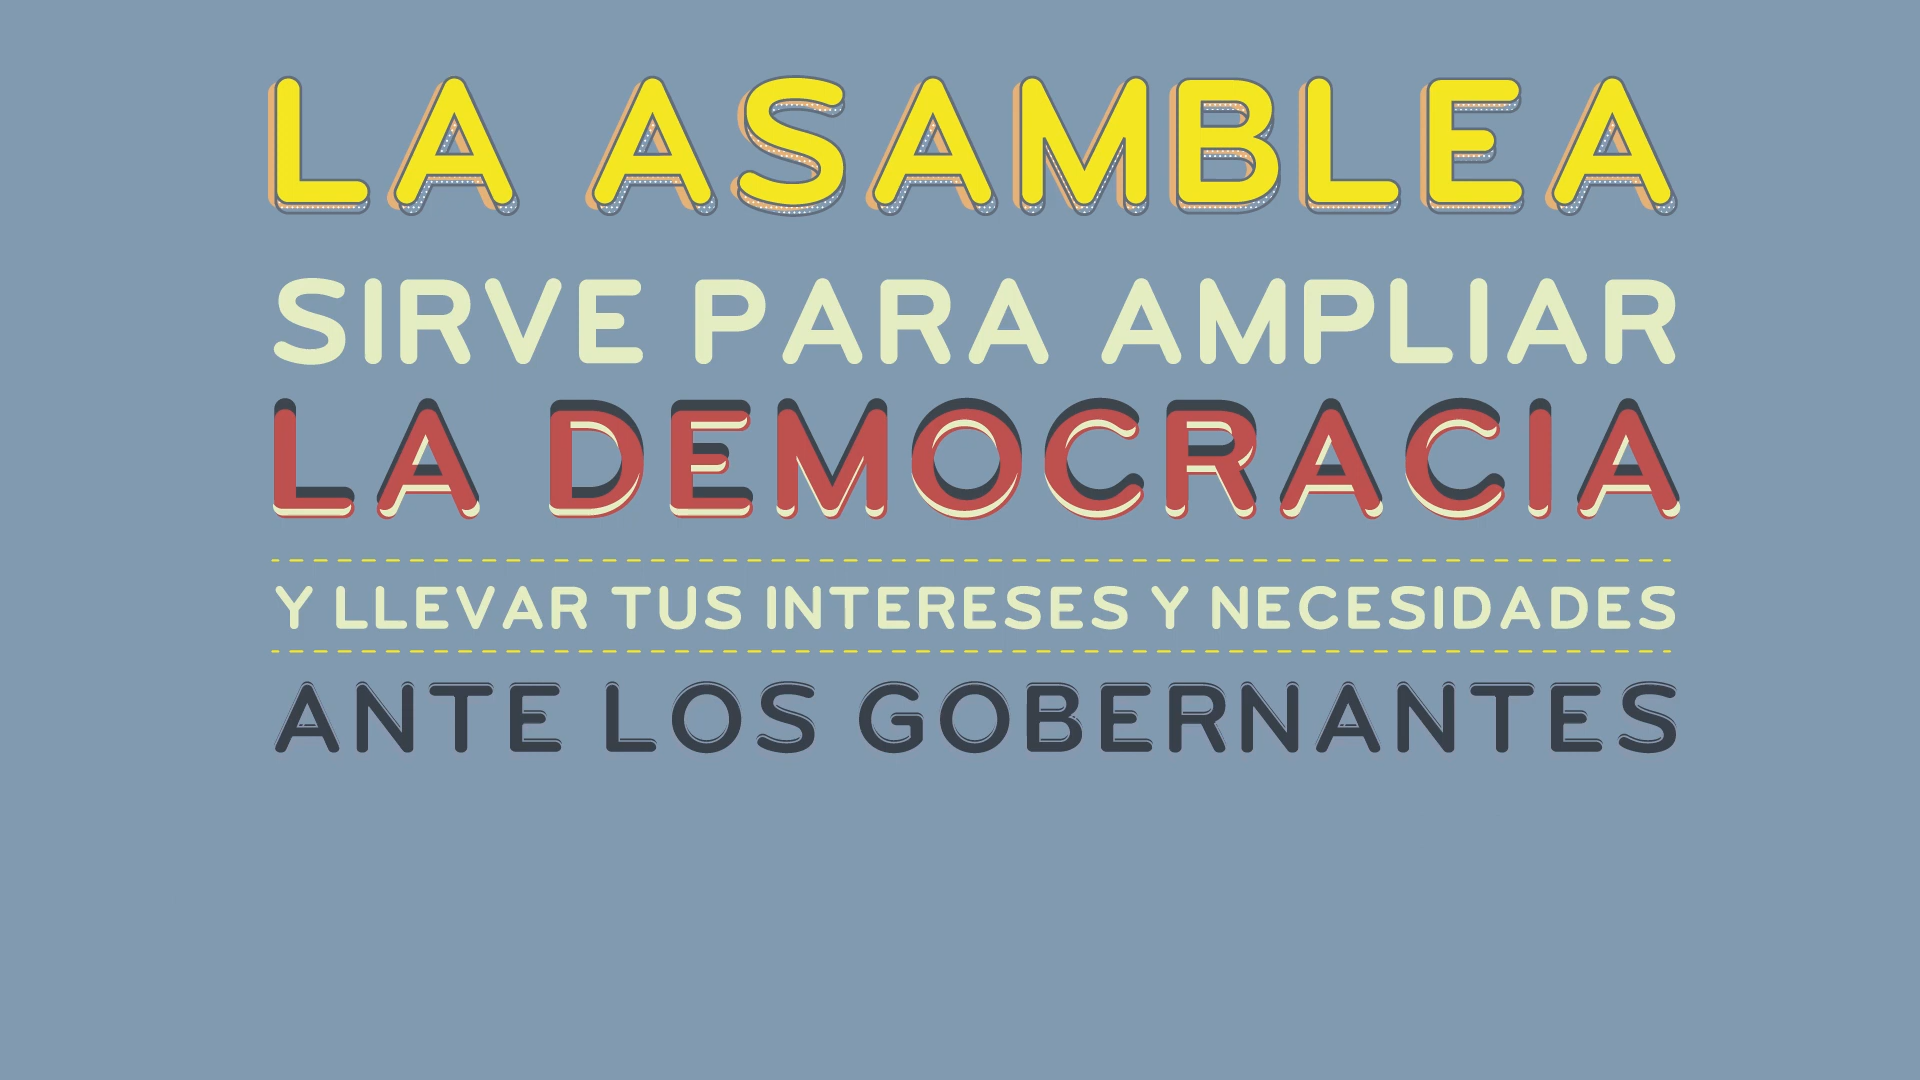 LA ASAMBLEA
SIRVE PARA AMPLIAR
LA DEMOCRACIA
Y LLEVAR TUS INTERESES Y NECESIDADES
ANTE LOS GOBERNANTES